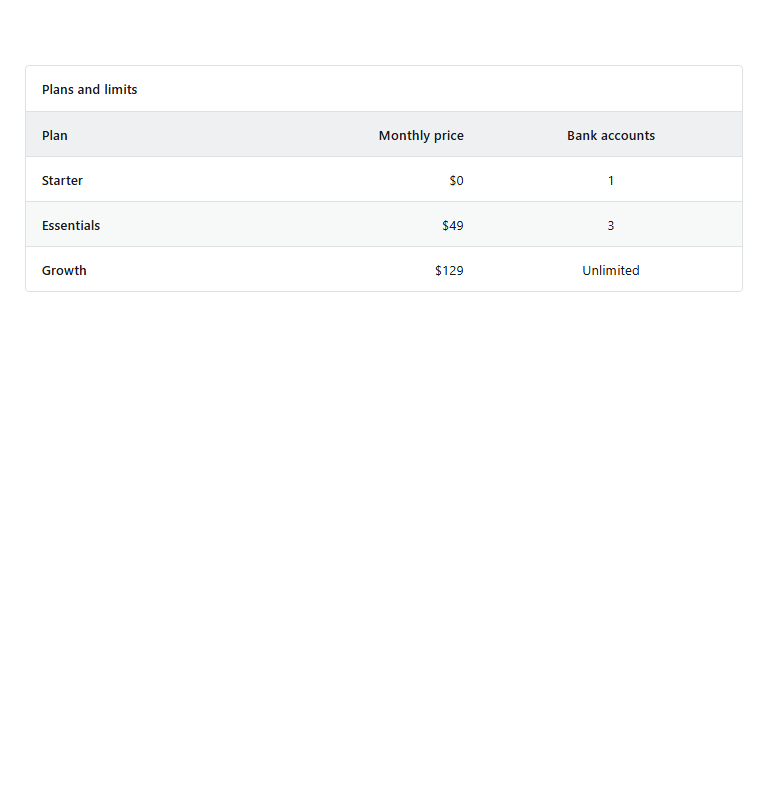 Plans and limits
Plan Monthly price Bank accounts
Starter $0 1
Essentials $49 3
Growth $129 Unlimited